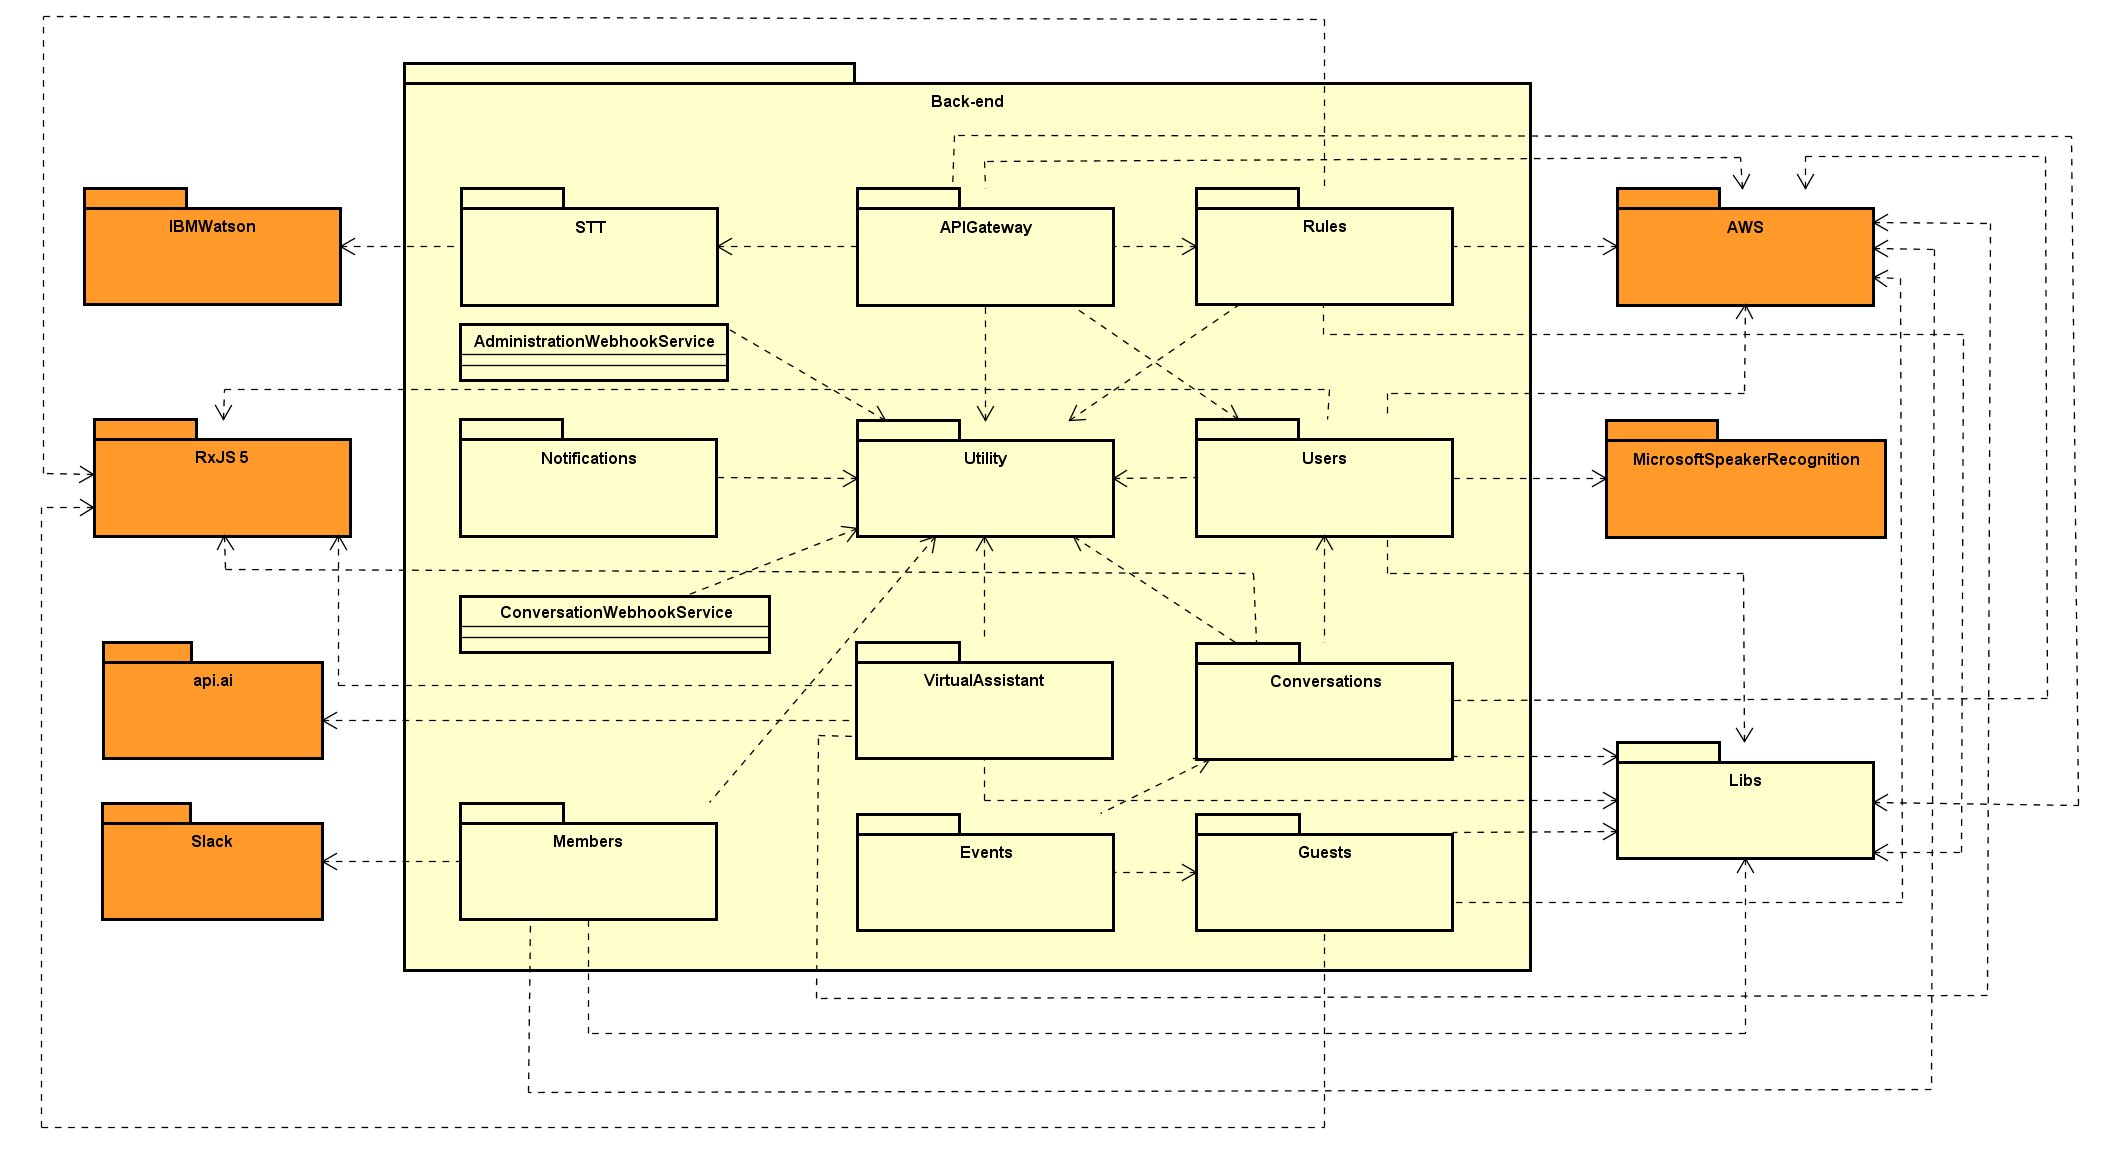 Back-end
IBMWatson
STT
APIGateway
Rules
AWS
AdministrationWebhookService
RxJS 5
Notifications
Utility
Users
MicrosoftSpeakerRecognition
ConversationWebhookService
api.ai
VirtualAssistant
Conversations
Libs
Slack
Members
Events
Guests